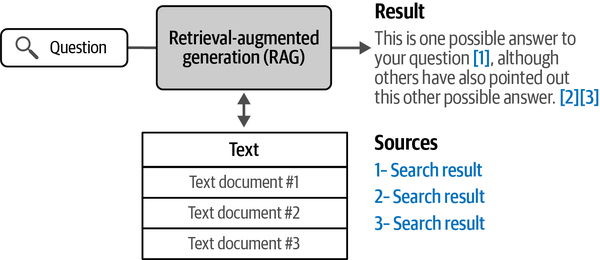 Question
Retrieval-augmented
generation (RAG)
Result
This is one possible answer to
your question [1], although
others have also pointed out
this other possible answer. [2][3]
Text
Text document #1
Text document #2
Text document #3
Sources
1– Search result
2– Search result
3– Search result